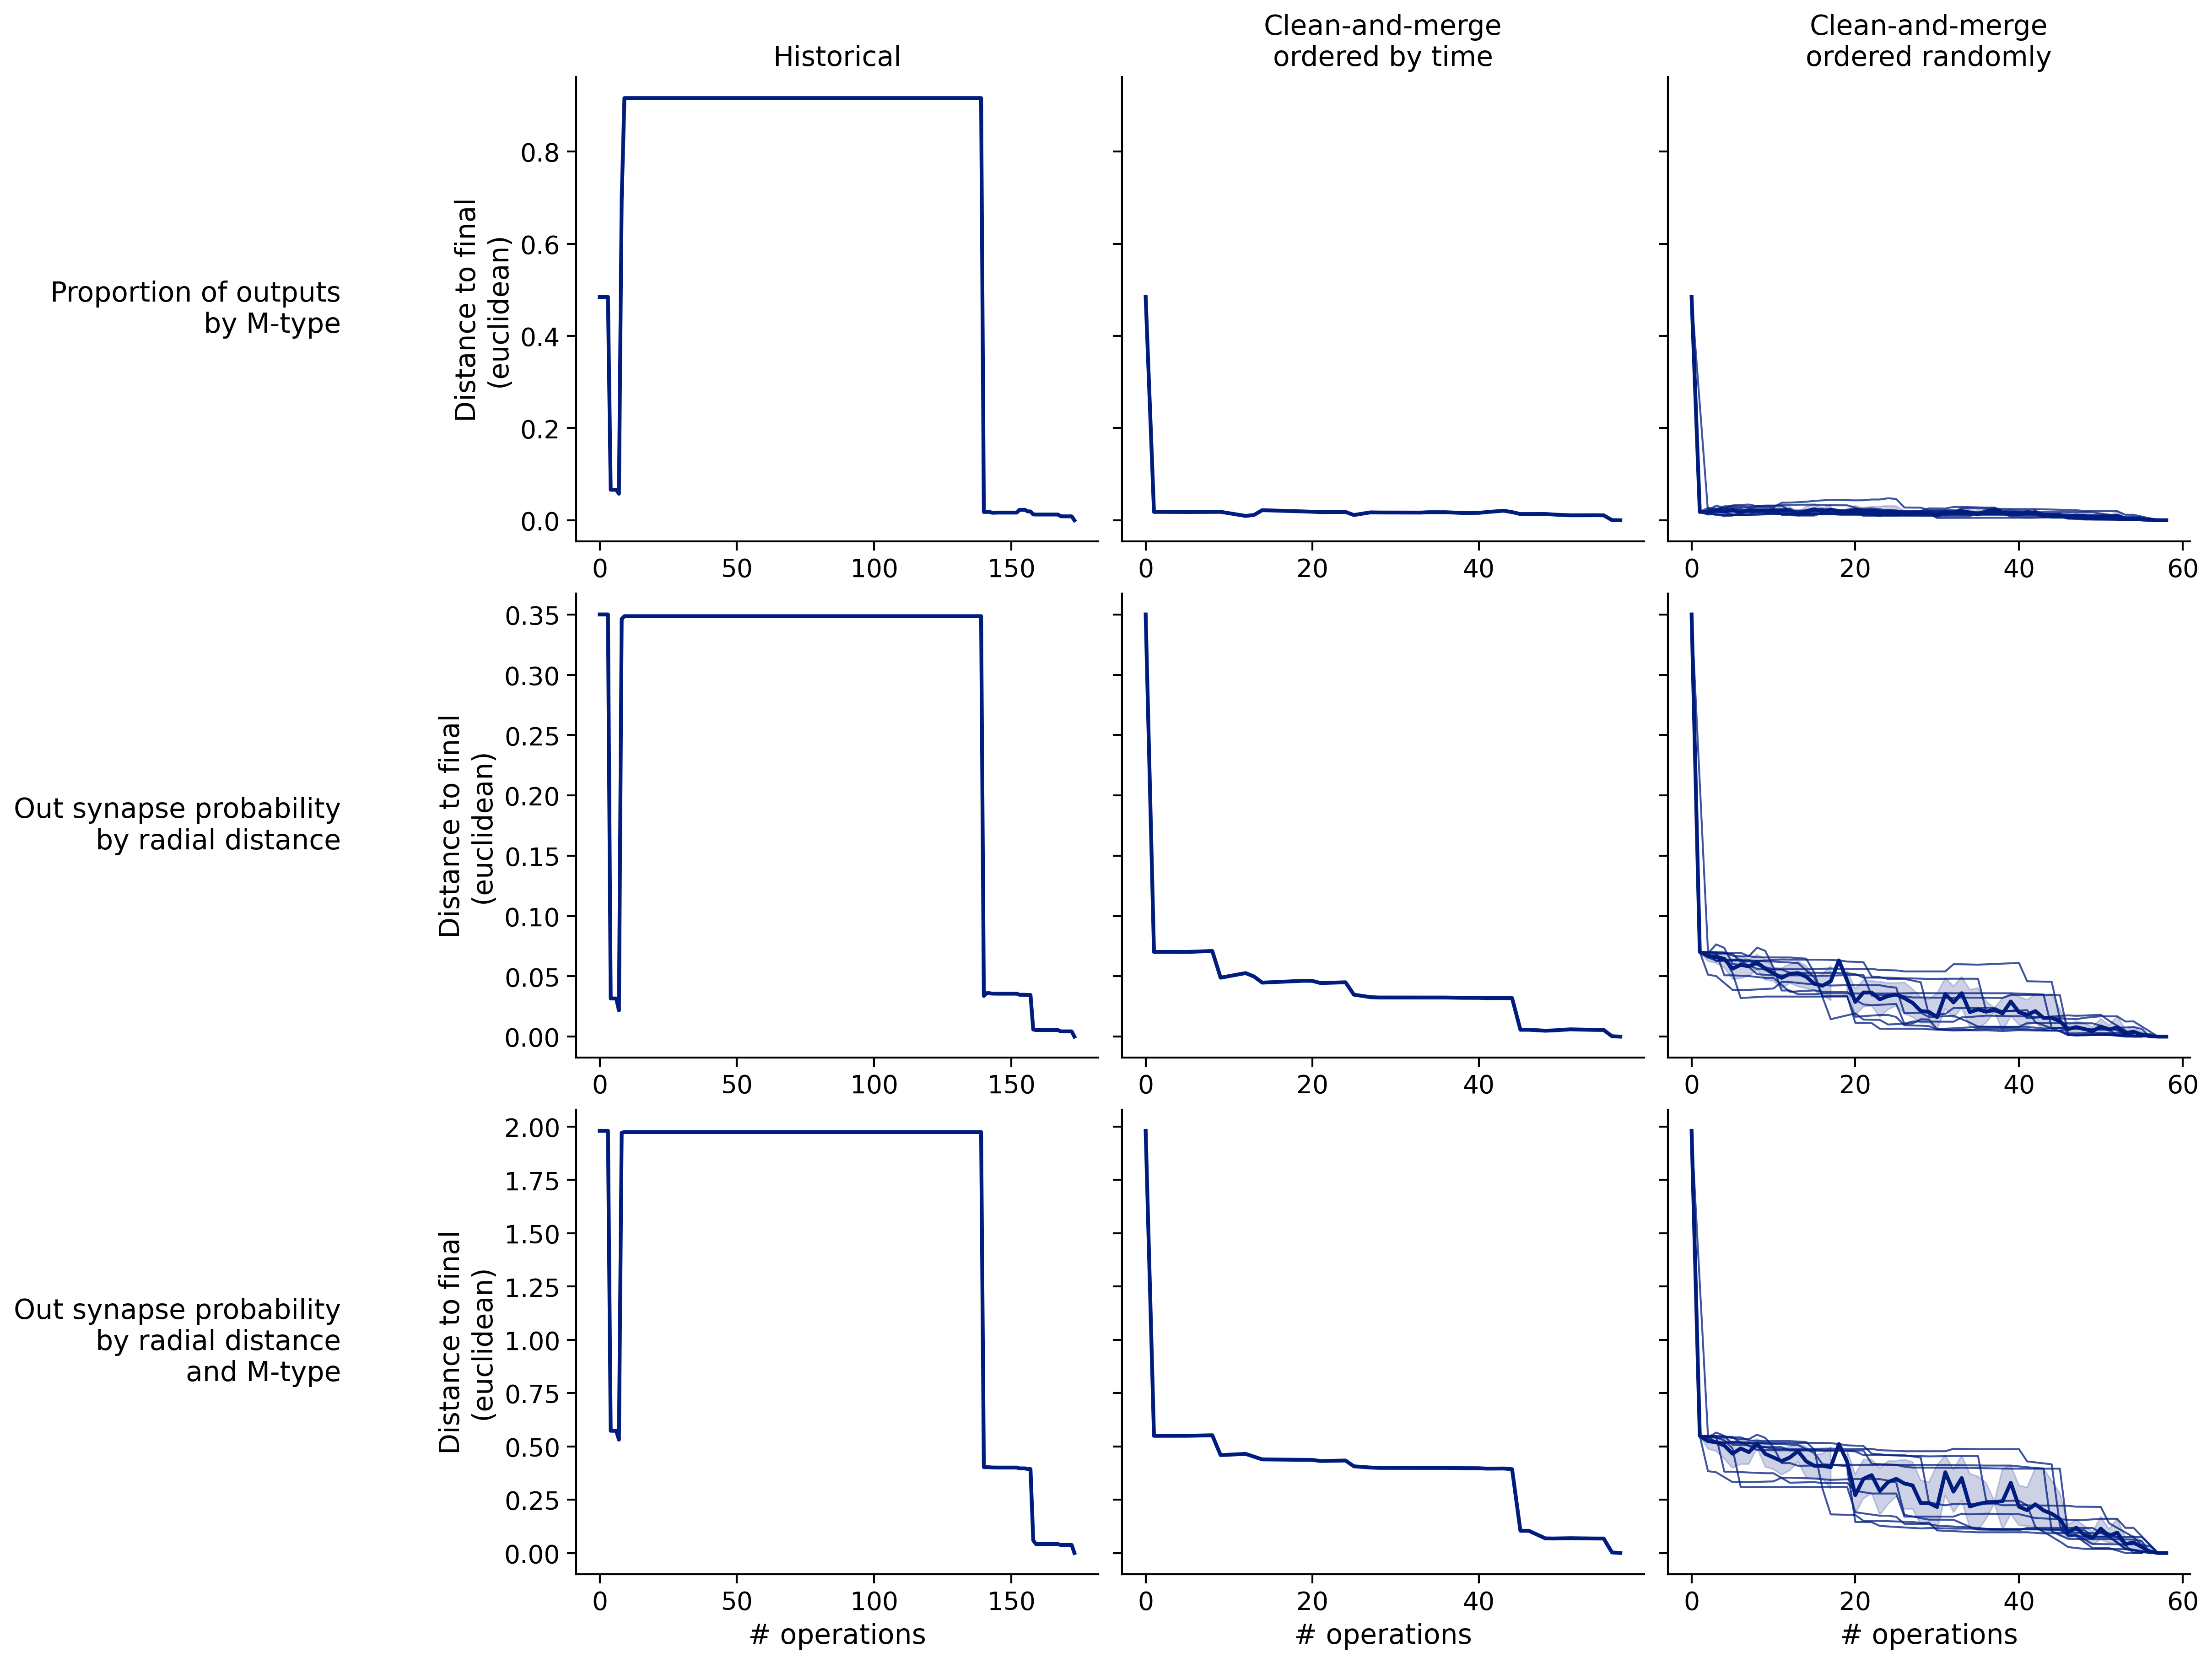 Historical
Clean-and-merge
ordered by time
Clean-and-merge
ordered randomly
Proportion of outputs
by M-type
Distance to final
(euclidean)
0.8
0.6
0.4
0.2
0.0
0 50 100 150
0 20 40
0 20 40 60
Out synapse probability
by radial distance
Distance to final
(euclidean)
0.35
0.30
0.25
0.20
0.15
0.10
0.05
0.00
0 50 100 150
0 20 40
0 20 40 60
Out synapse probability
by radial distance
and M-type
Distance to final
(euclidean)
2.00
1.75
1.50
1.25
1.00
0.75
0.50
0.25
0.00
0 50 100 150
0 20 40
0 20 40 60
# operations
# operations
# operations